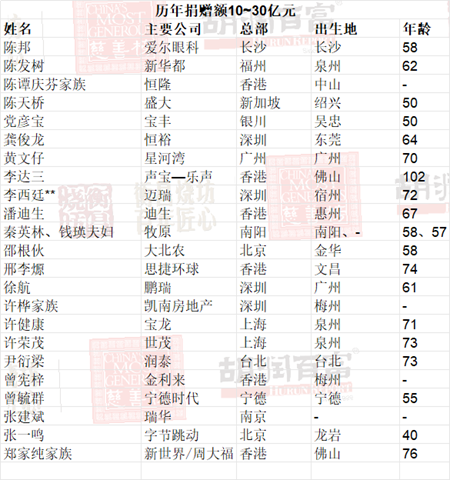 历年捐赠额10~30亿元
姓名 主要公司 总部 出生地 年龄
陈邦 爱尔眼科 长沙 长沙 58
陈发树 新华都 福州 泉州 62
陈谭庆芬家族 恒隆 香港 中山 -
陈天桥 盛大 新加坡 绍兴 50
党彦宝 宝丰 银川 吴忠 50
龚俊龙 恒裕 深圳 东莞 64
黄文仔 星河湾 广州 广州 70
李达三 声宝—乐声 香港 佛山 102
李西廷** 迈瑞 深圳 宿州 72
潘迪生 迪生 香港 惠州 67
秦英林、钱瑛夫妇 牧原 南阳 南阳、- 58、57
邵根伙 大北农 北京 金华 58
邢李㷧 思捷环球 香港 文昌 74
徐航 鹏瑞 深圳 广州 61
许桦家族 凯南房地产 深圳 梅州 -
许健康 宝龙 上海 泉州 71
许荣茂 世茂 上海 泉州 73
尹衍梁 润泰 台北 台北 73
曾宪梓 金利来 香港 梅州 -
曾毓群 宁德时代 宁德 宁德 55
张建斌 瑞华 南京 - -
张一鸣 字节跳动 北京 龙岩 40
郑家纯家族 新世界/周大福 香港 佛山 76